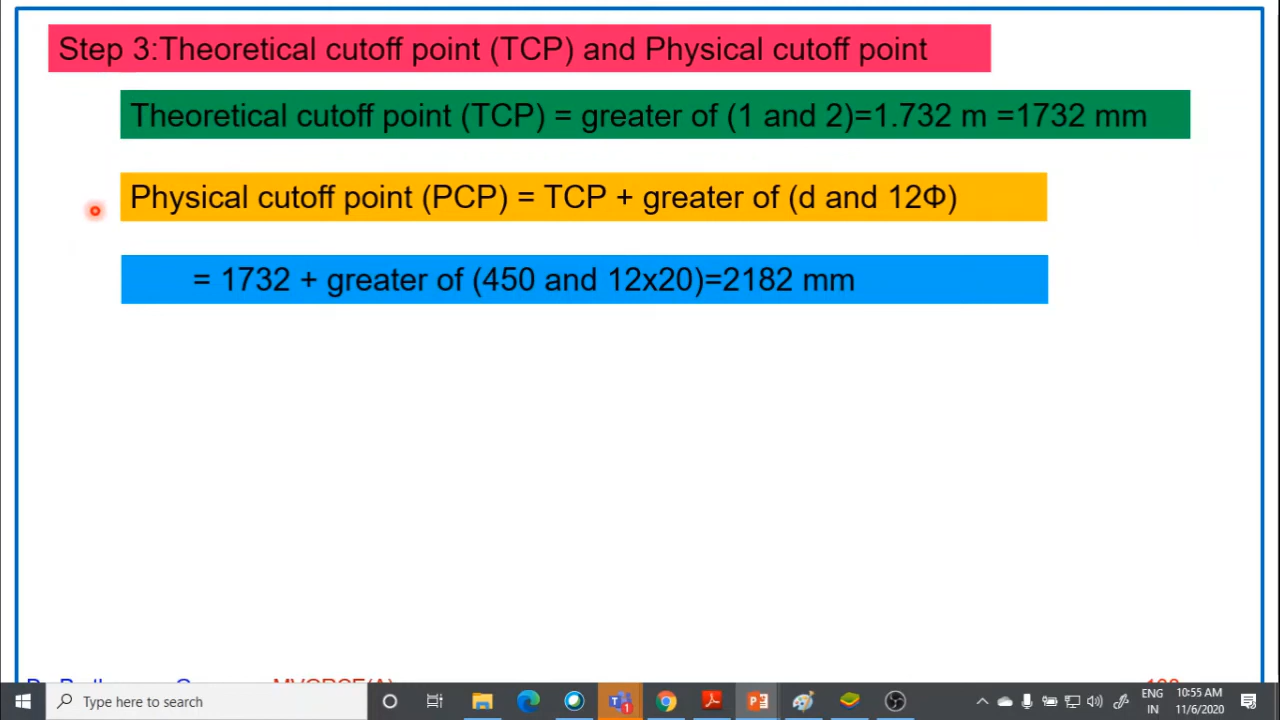 Step 3:Theoretical cutoff point (TCP) and Physical cutoff point
Theoretical cutoff point (TCP) = greater of (1 and 2)=1.732 m =1732 mm
Physical cutoff point (PCP) = TCP + greater of (d and 12Φ)
= 1732 + greater of (450 and 12x20)=2182 mm
Type here to search
ENG
IN
10:55 AM
11/6/2020